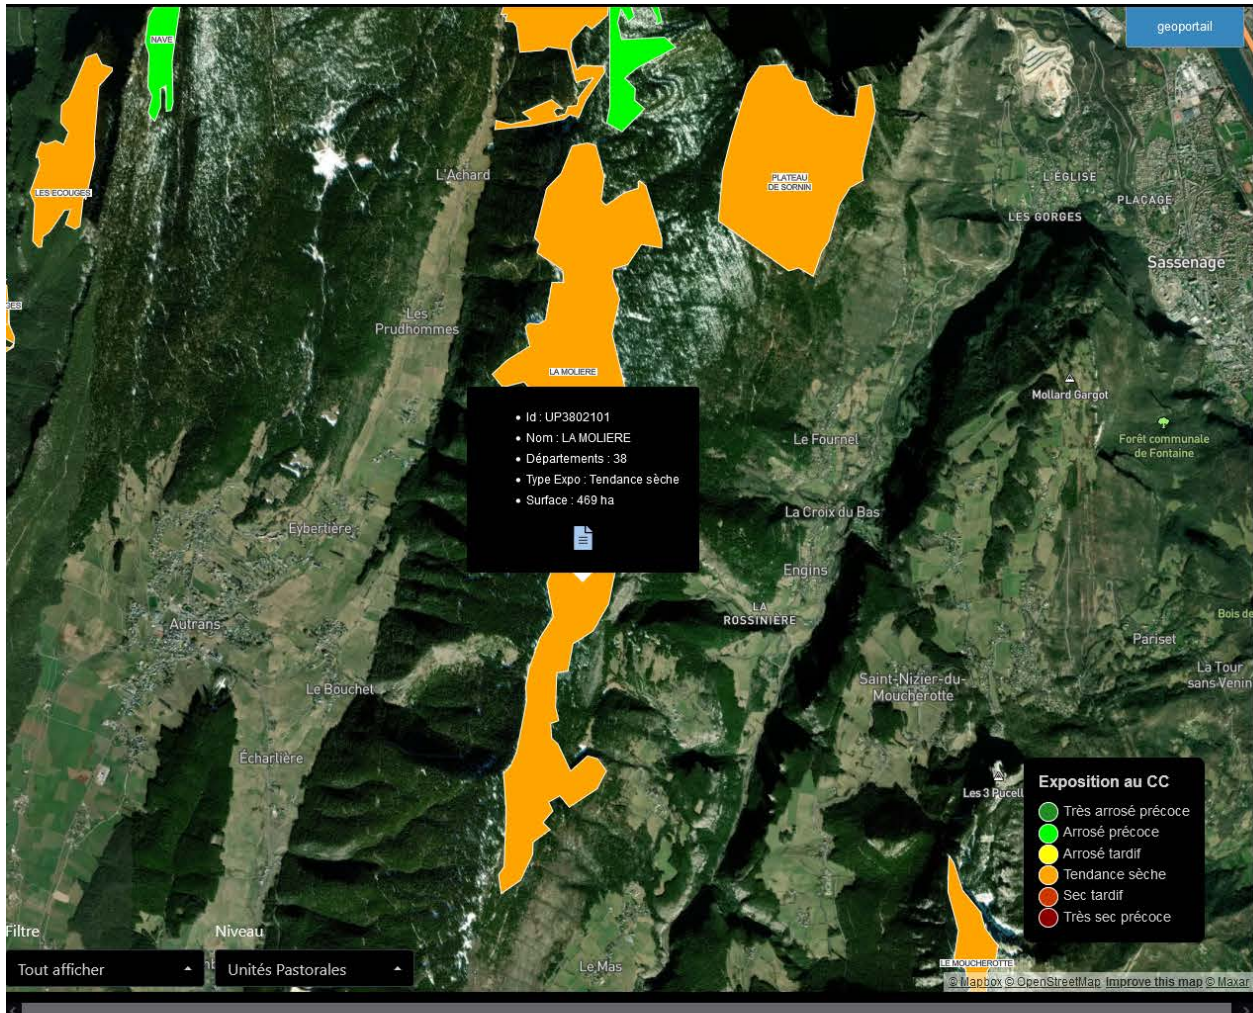 geoportail
NAVE
L'Achard
LES ECOUGES
PLATEAU
DE SORNIN
L'ÉGLISE
PLACAGE
LES GORGES
Sassenage
Les
Prudhommes
LA MOLIERE
Mollard Gargot
Forêt communale
de Fontaine
• Id : UP3802101
• Nom : LA MOLIERE
• Départements : 38
• Type Expo : Tendance sèche
• Surface : 469 ha
Le Fournel
La Croix du Bas
Eybertière
Engins
LA
ROSSINIÈRE
Bois de
Autrans
Pariset
La Tour
sans Venin
Saint-Nizier-du-
Moucherotte
Le Bouchet
Écharlière
Les 3 Pucell
Exposition au CC
Très arrosé précoce
Arrosé précoce
Arrosé tardif
Tendance sèche
Sec tardif
Très sec précoce
Filtre
Niveau
Tout afficher
Unités Pastorales
Le Mas
LE MOUCHEROTTE
© Mapbox © OpenStreetMap Improve this map © Maxar